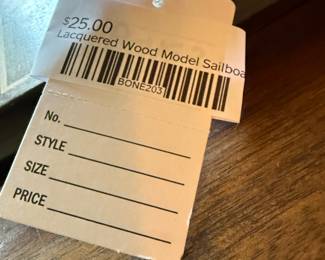 $25.00
Lacquered Wood Model Sailboa
BONE203
No.
STYLE
SIZE
PRICE